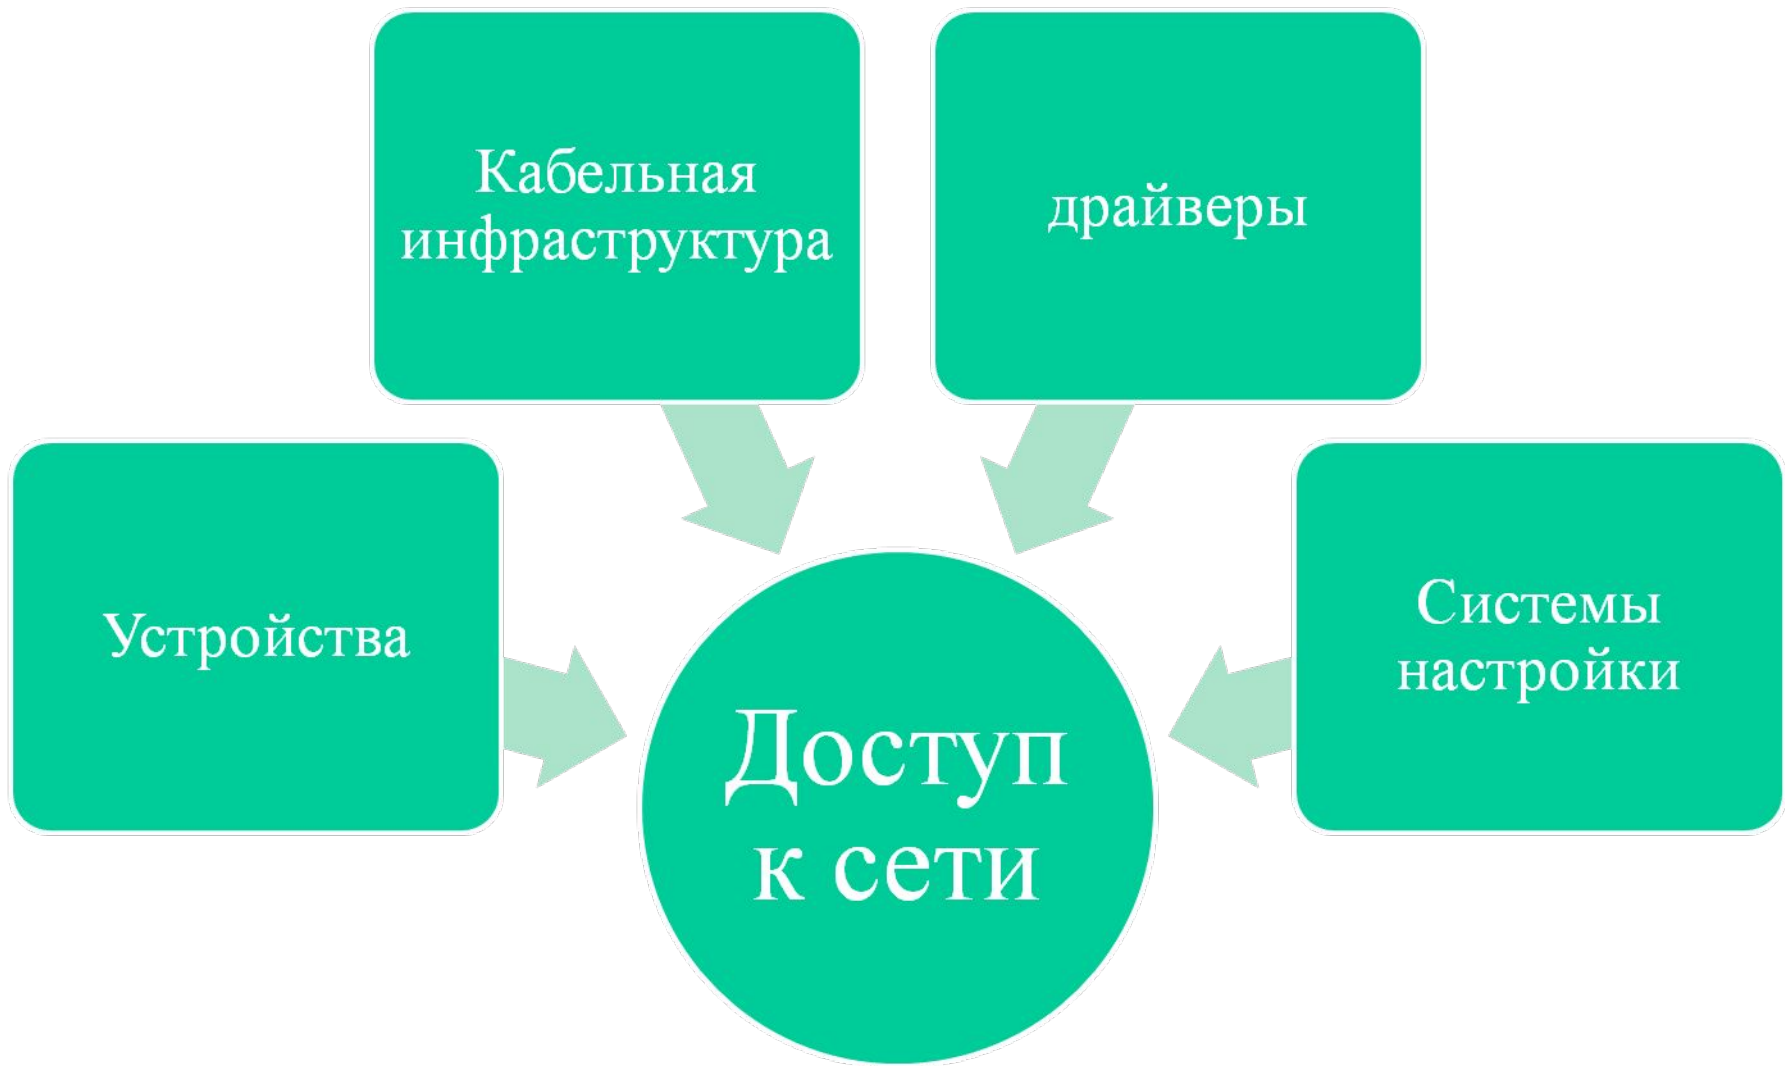 Кабельная
инфраструктура
драйверы
Устройства
Системы
настройки
Доступ
к сети